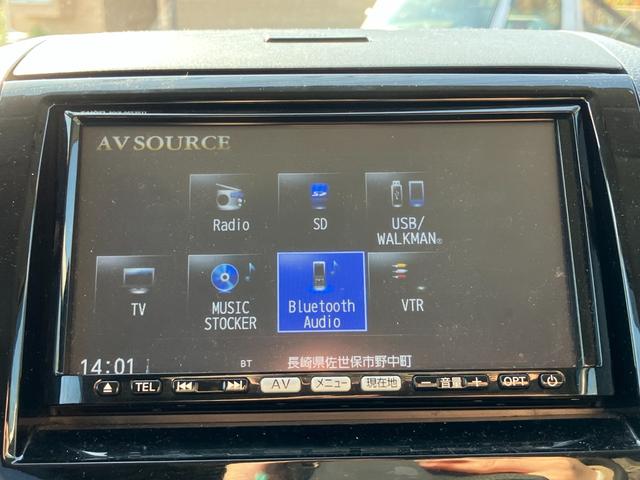 AV SOURCE
Radio
SD
USB/
WALKMAN®
TV
MUSIC
STOCKER
Bluetooth
Audio
VTR
14:01
BT
長崎県佐世保市野中町
TEL
AV
メニュー
現在地
− 音量 +
OPT